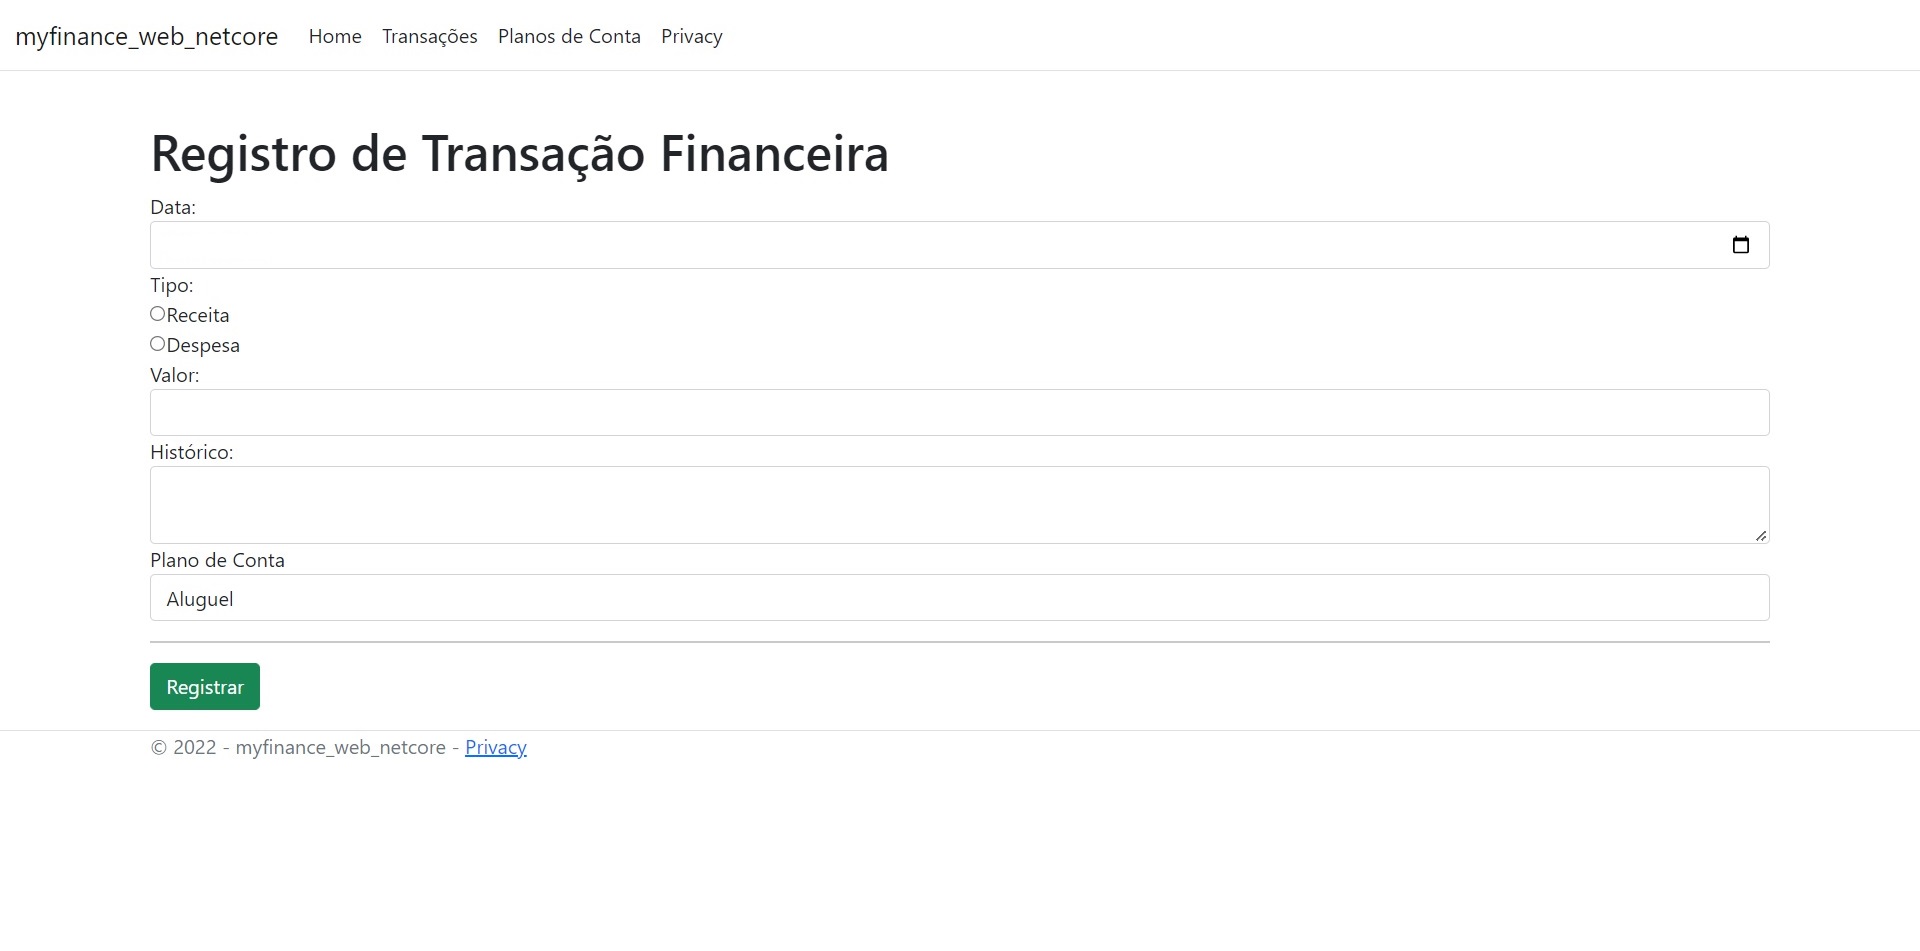 myfinance_web_netcore Home Transações Planos de Conta Privacy
Registro de Transação Financeira
Data:
Tipo:
Receita
Despesa
Valor:
Histórico:
Plano de Conta
Aluguel
Registrar
© 2022 - myfinance_web_netcore - Privacy